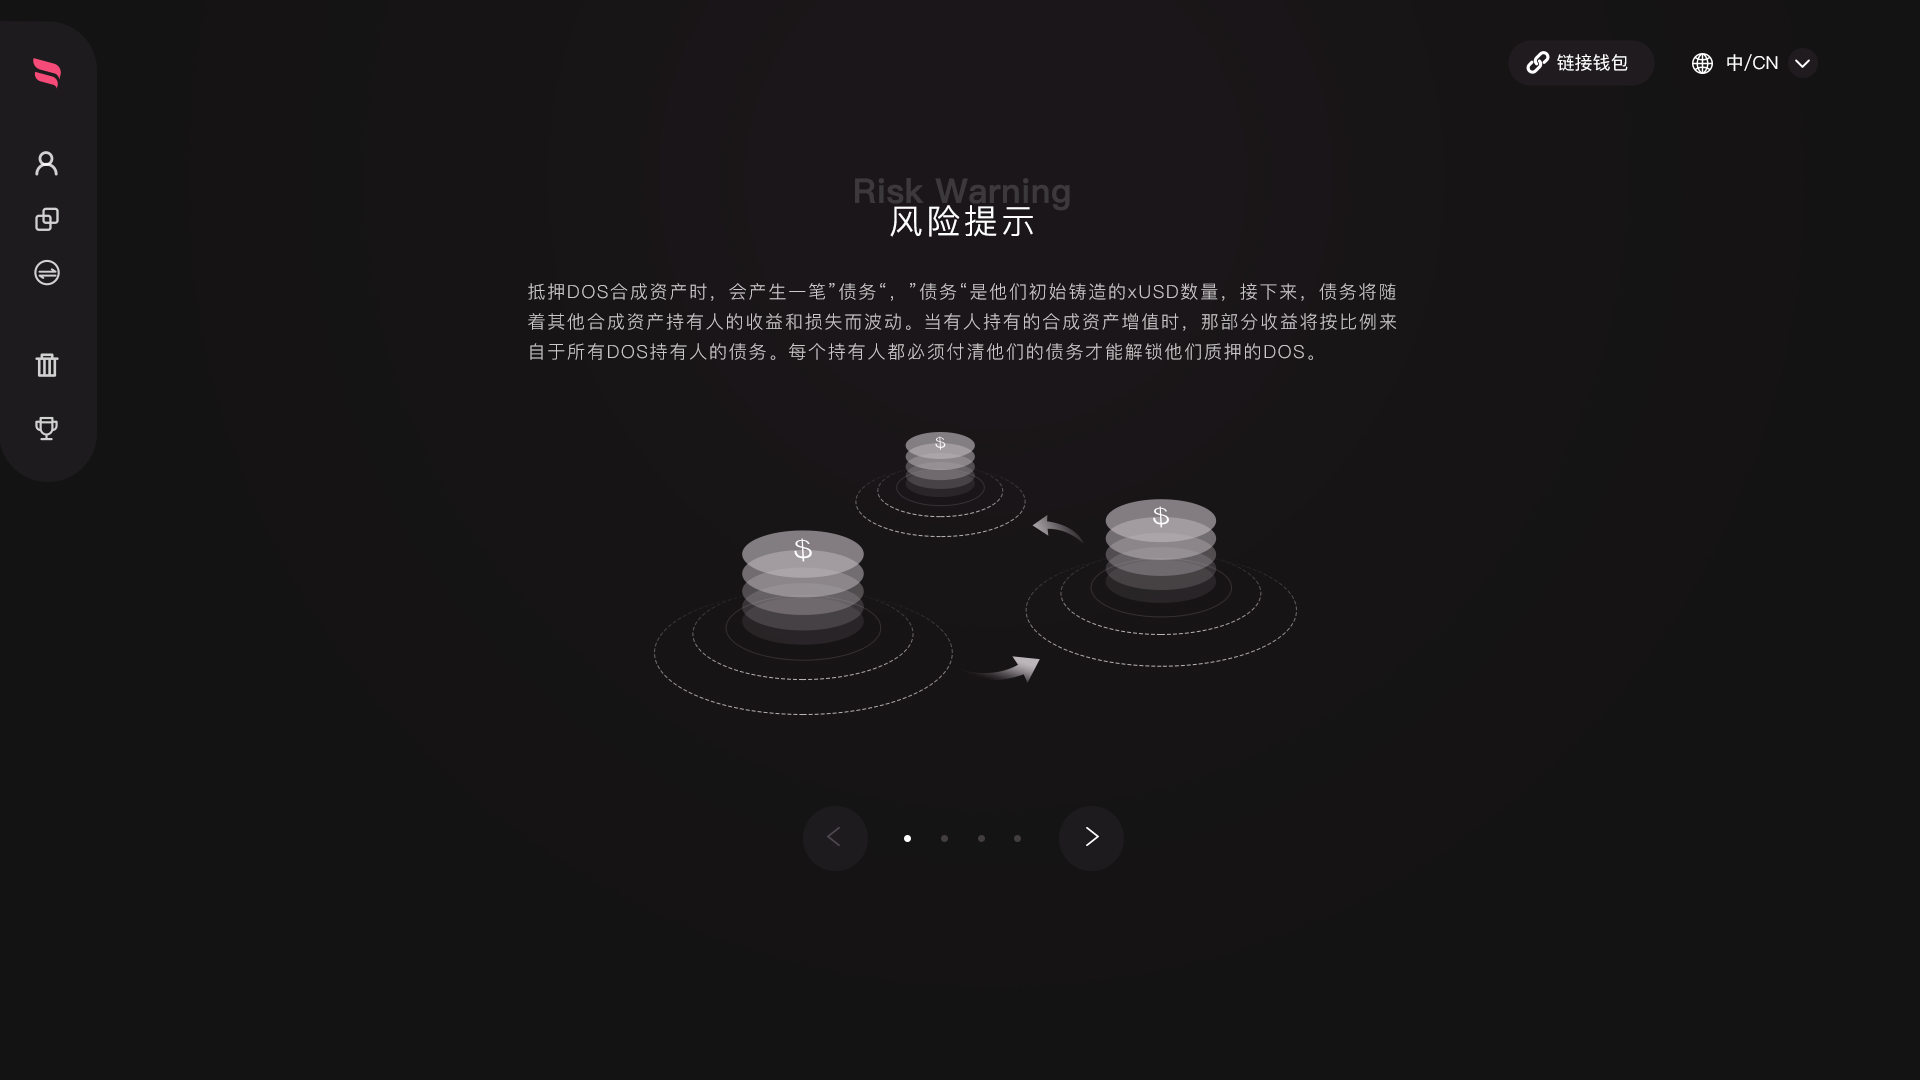 链接钱包
中/CN
Risk Warning
风险提示
抵押DOS合成资产时，会产生一笔”债务“，”债务“是他们初始铸造的xUSD数量，接下来，债务将随
着其他合成资产持有人的收益和损失而波动。当有人持有的合成资产增值时，那部分收益将按比例来
自于所有DOS持有人的债务。每个持有人都必须付清他们的债务才能解锁他们质押的DOS。
$
$
$